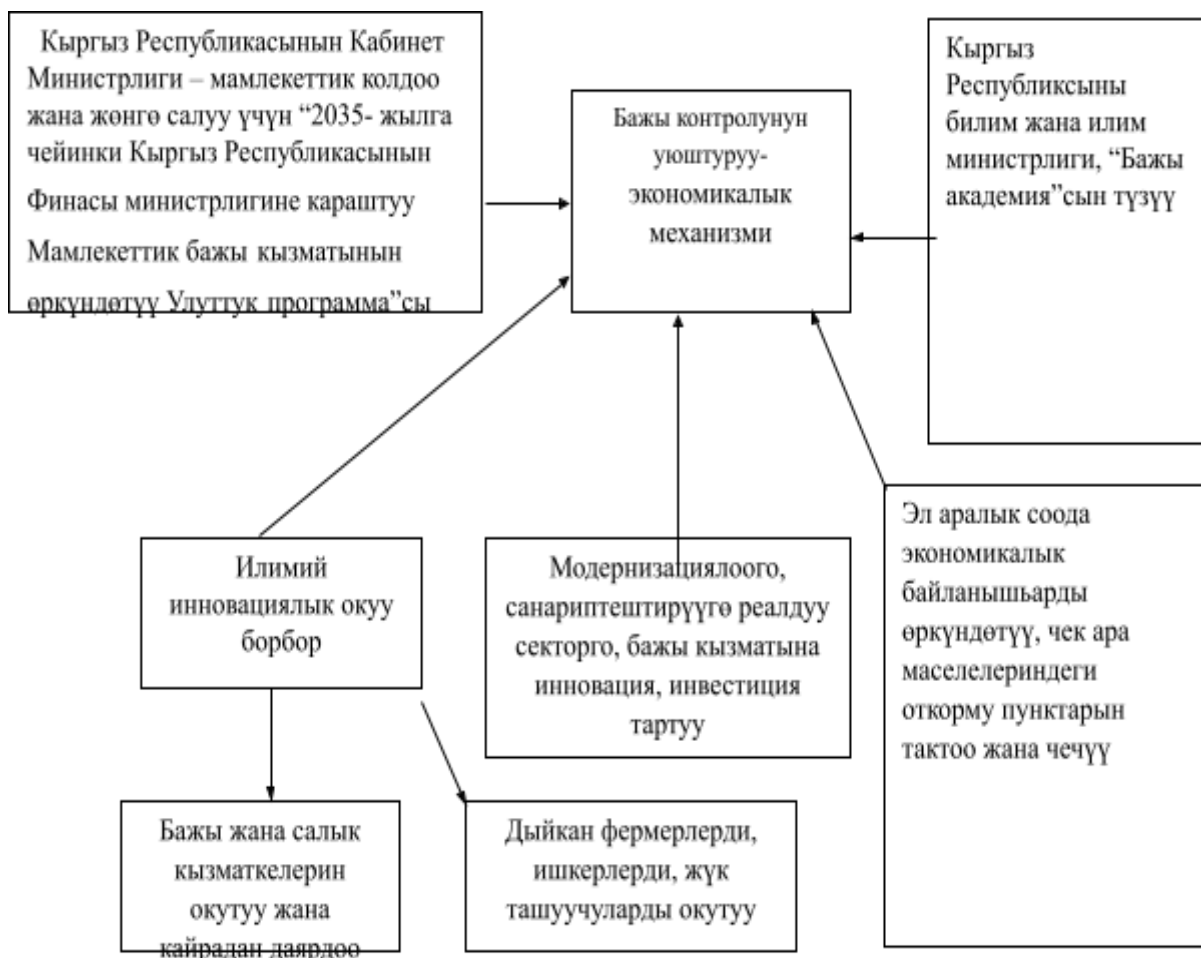 Кыргыз Республикасынын Кабинет
Министрлиги – мамлекеттик колдоо
жана жөнгө салуу үчүн “2035- жылга
чейинки Кыргыз Республикасынын
Финасы министрлигине караштуу
Мамлекеттик бажы кызматынын
өркүндөтүү Улуттук программа”сы
Бажы контролунун
уюштуруу-
экономикалык
механизми
Кыргыз
Республиксыны
билим жана илим
министрлиги, “Бажы
академия”сын түзүү
Илимий
инновациялык окуу
борбор
Модернизациялоого,
санариптештирүүгө реалдуу
секторго, бажы кызматына
инновация, инвестиция
тартуу
Эл аралык соода
экономикалык
байланышьарды
өркүндөтүү, чек ара
маселелериндеги
откорму пунктарын
тактоо жана чечүү
Бажы жана салык
кызматкелерин
окутуу жана
кайрадан даярдоо
Дыйкан фермерлерди,
ишкерлерди, жүк
ташуучуларды окутуу